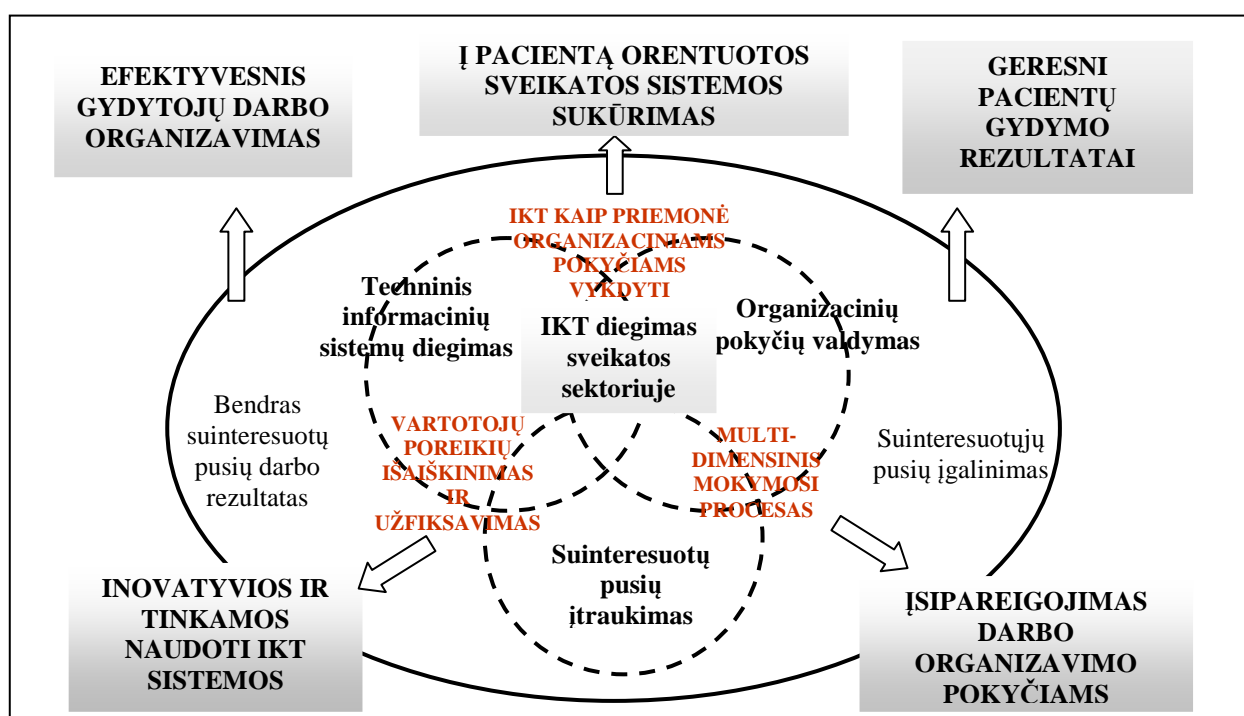 EFEKTYVESNIS
GYDYTOJŲ DARBO
ORGANIZAVIMAS
Į PACIENTĄ ORENTUOTOS
SVEIKATOS SISTEMOS
SUKŪRIMAS
GERESNI
PACIENTŲ
GYDYMO
REZULTATAI
IKT KAIP PRIEMONĖ
ORGANIZACINIAMS
POKYČIAMS
VYKDYTI
Techninis
informacinių
sistemų diegimas
IKT diegimas
sveikatos
sektoriuje
Organizacinių
pokyčių valdymas
Bendras
suinteresuotų
pusių darbo
rezultatas
VARTOTOJŲ
POREIKIŲ
IŠAIŠKINIMAS
IR
UŽFIKSAVIMAS
MULTI-
DIMENSINIS
MOKYMOSI
PROCESAS
Suinteresuotųjų
pusių įgalinimas
Suinteresuotų
pusių
įtraukimas
INOVATYVIOS IR
TINKAMOS
NAUDOTI IKT
SISTEMOS
ĮSIPAREIGOJIMAS
DARBO
ORGANIZAVIMO
POKYČIAMS